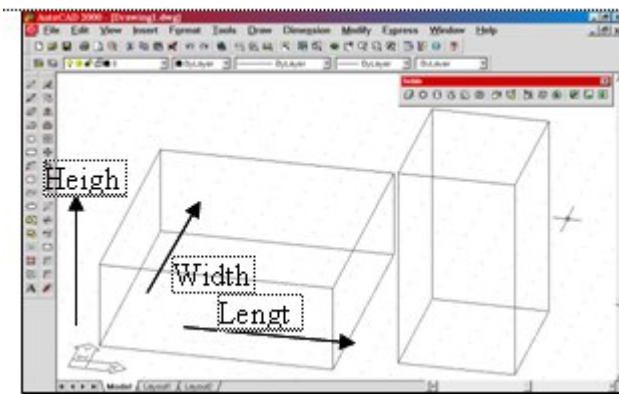 AutoCAD 2000 - [Drawing1.dwg]
File Edit View Insert Format Tools Draw Dimension Modify Express Window Help
ByLayer ByLayer ByLayer
Solids
Heigh
Width
Lengt
Model Layout1 Layout2